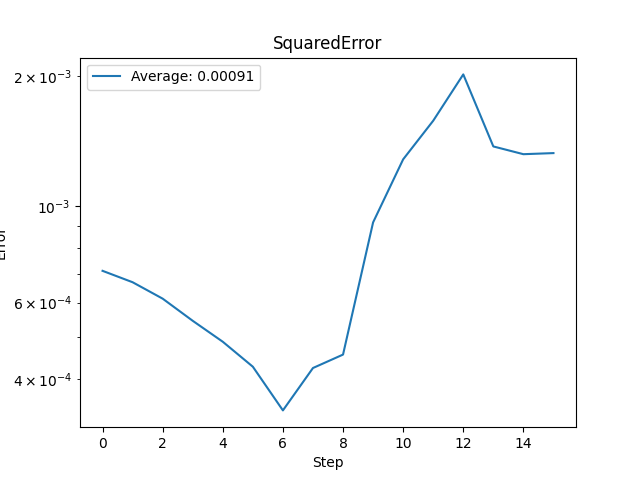 SquaredError
Average: 0.00091
2 × 10⁻³
10⁻³
6 × 10⁻⁴
4 × 10⁻⁴
Error
0 2 4 6 8 10 12 14
Step